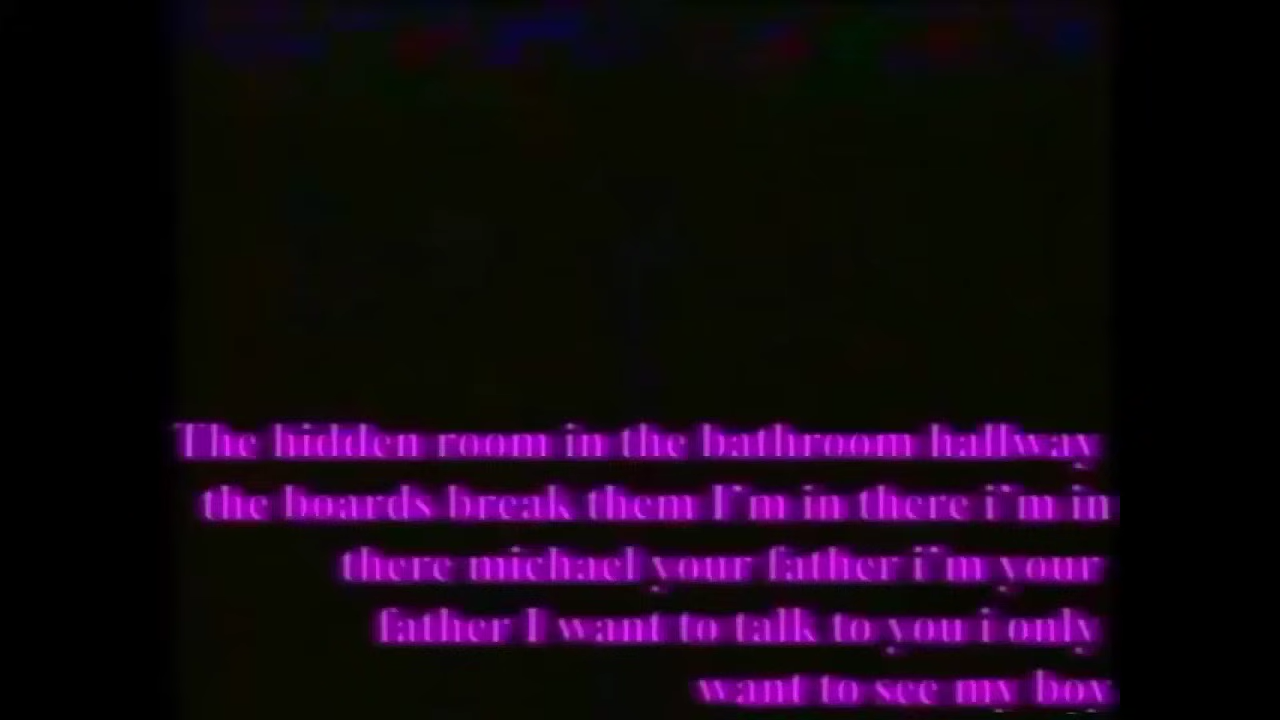 The hidden room in the bathroom hallway
the boards break them I'm in there i'm in
there michael your father i'm your
father I want to talk to you i only
want to see my boy